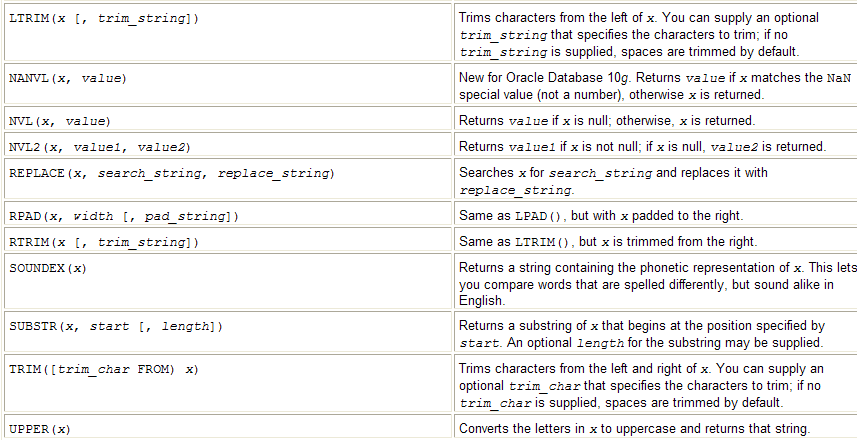 LTRIM(x [, trim_string])
Trims characters from the left of x. You can supply an optional
trim_string that specifies the characters to trim; if no
trim_string is supplied, spaces are trimmed by default.
NANVL(x, value)
New for Oracle Database 10g. Returns value if x matches the NaN
special value (not a number), otherwise x is returned.
NVL(x, value)
Returns value if x is null; otherwise, x is returned.
NVL2(x, value1, value2)
Returns value1 if x is not null; if x is null, value2 is returned.
REPLACE(x, search_string, replace_string)
Searches x for search_string and replaces it with
replace_string.
RPAD(x, width [, pad_string])
Same as LPAD(), but with x padded to the right.
RTRIM(x [, trim_string])
Same as LTRIM(), but x is trimmed from the right.
SOUNDEX(x)
Returns a string containing the phonetic representation of x. This lets
you compare words that are spelled differently, but sound alike in
English.
SUBSTR(x, start [, length])
Returns a substring of x that begins at the position specified by
start. An optional length for the substring may be supplied.
TRIM([trim_char FROM) x)
Trims characters from the left and right of x. You can supply an
optional trim_char that specifies the characters to trim; if no
trim_char is supplied, spaces are trimmed by default.
UPPER(x)
Converts the letters in x to uppercase and returns that string.